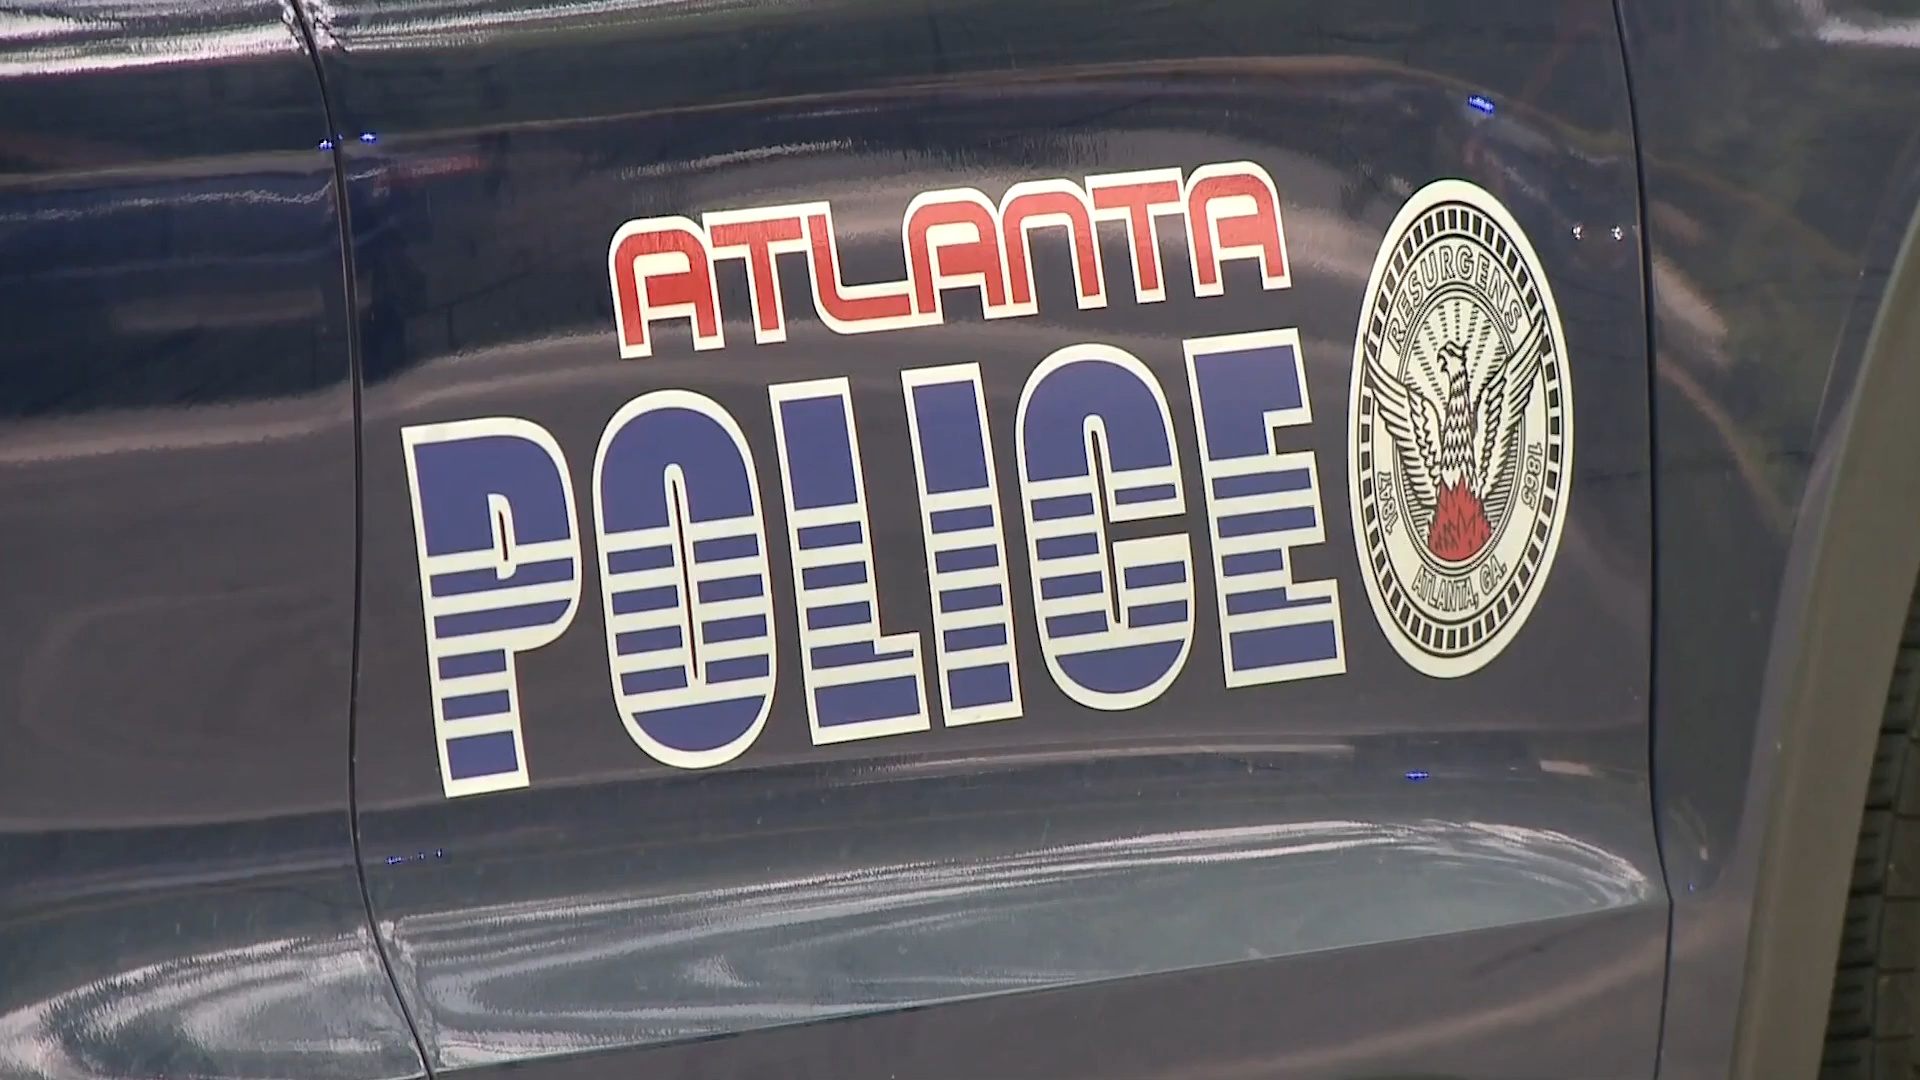 ATLANTA
POLICE
RESURGENS
1847 1865
ATLANTA, GA.